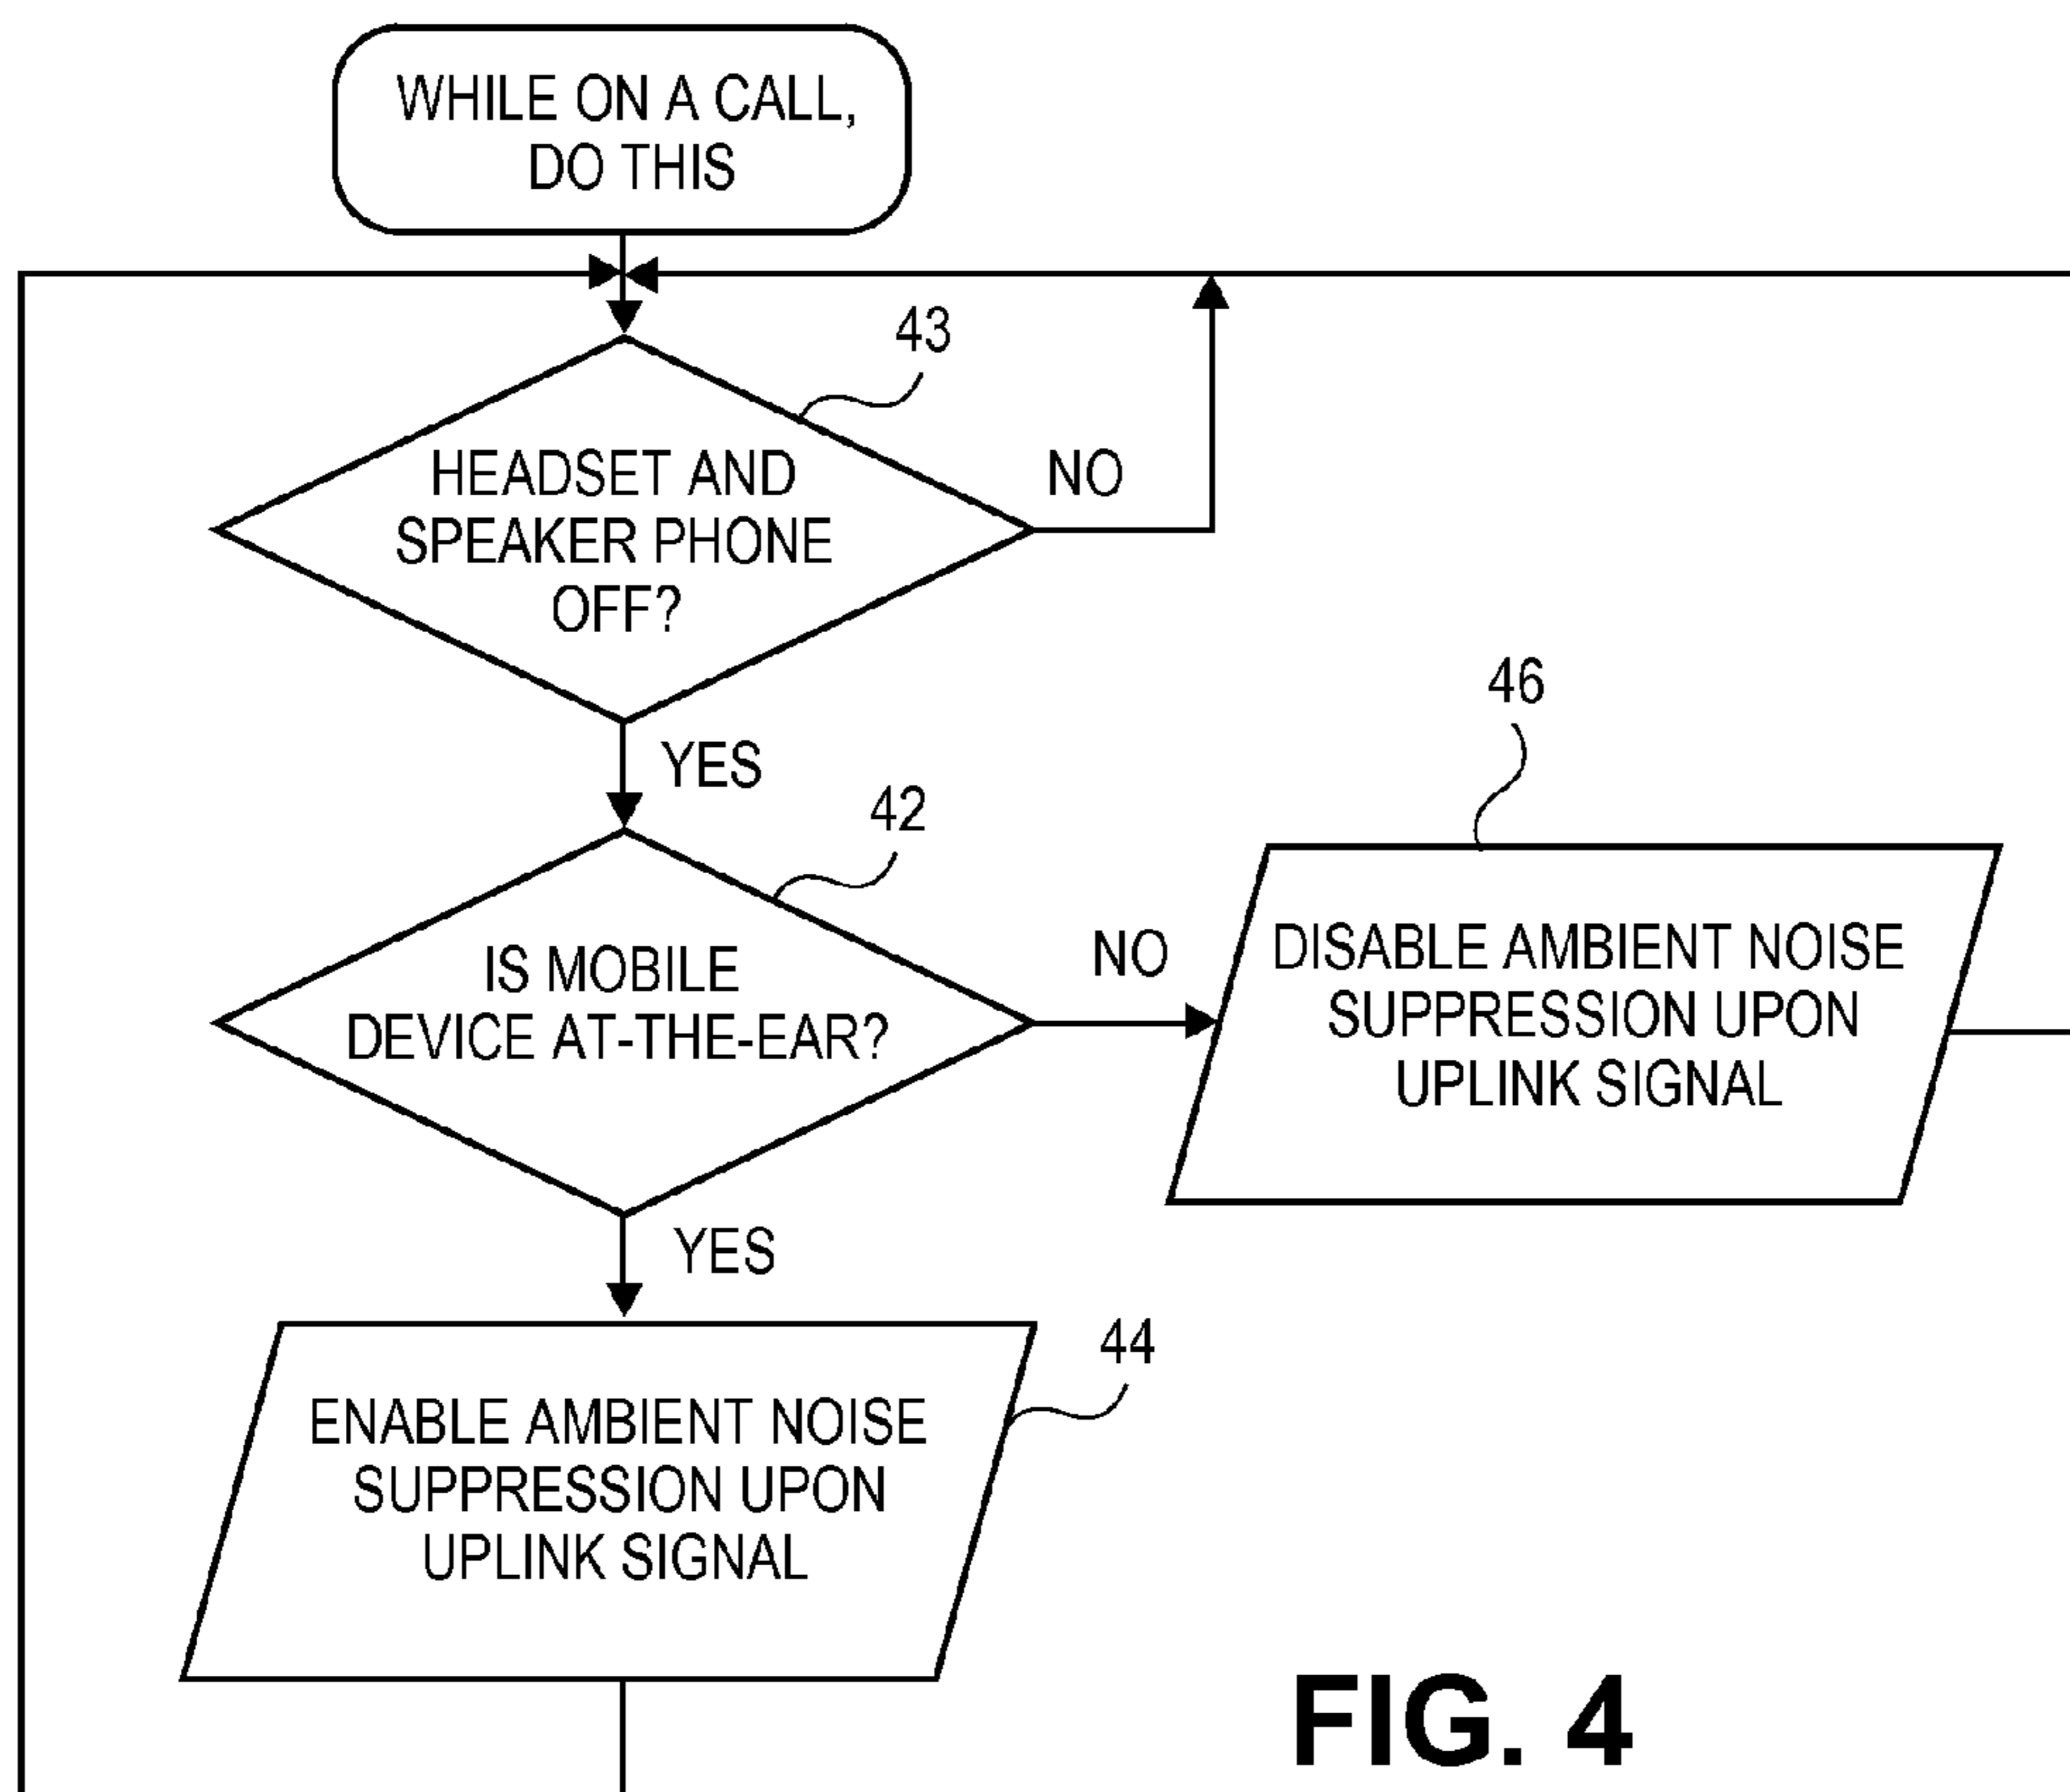 WHILE ON A CALL,
DO THIS
43
HEADSET AND
SPEAKER PHONE
OFF?
NO
YES
42
IS MOBILE
DEVICE AT-THE-EAR?
NO
46
DISABLE AMBIENT NOISE
SUPPRESSION UPON
UPLINK SIGNAL
YES
44
ENABLE AMBIENT NOISE
SUPPRESSION UPON
UPLINK SIGNAL
FIG. 4